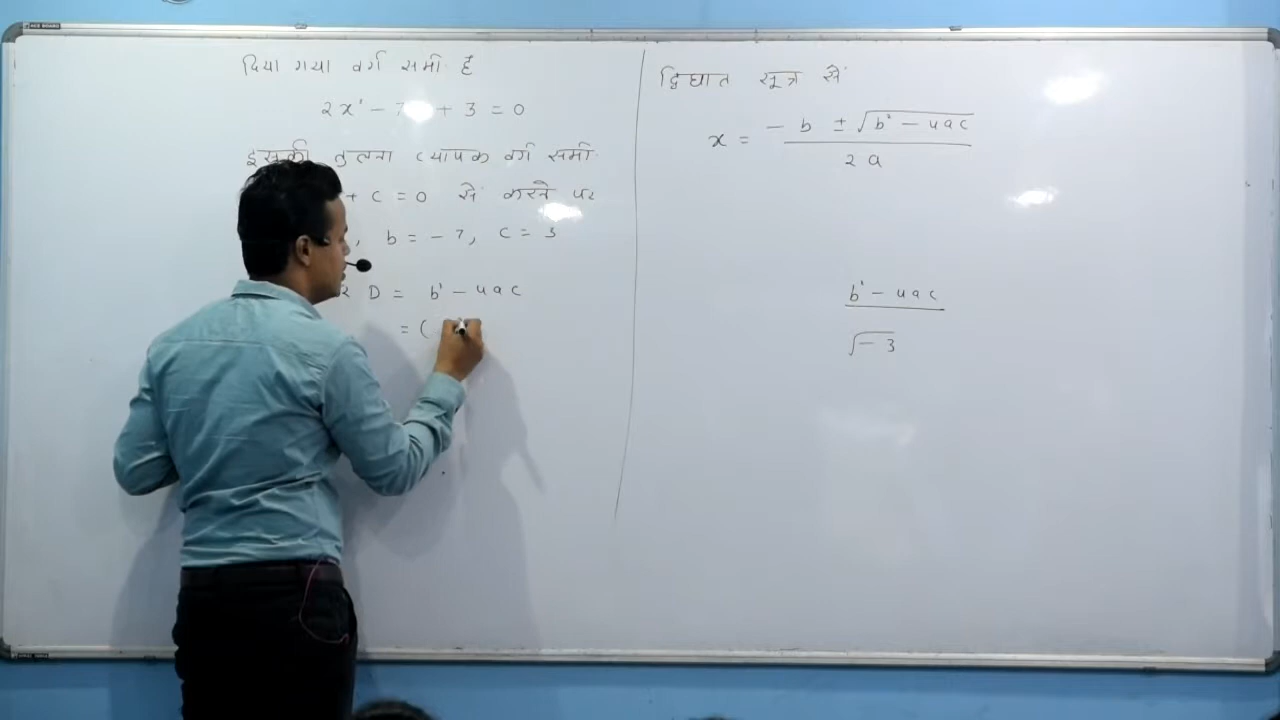 दिया गया वर्ग समी. है
2x² - 7 + 3 = 0
इसकी तुलना व्यापक वर्ग समी.
+ c = 0 से करने पर
, b = - 7, c = 3
D = b² - 4ac
= (
द्विघात सूत्र से
x = - b ± √b² - 4ac
2a
b² - 4ac
√- 3